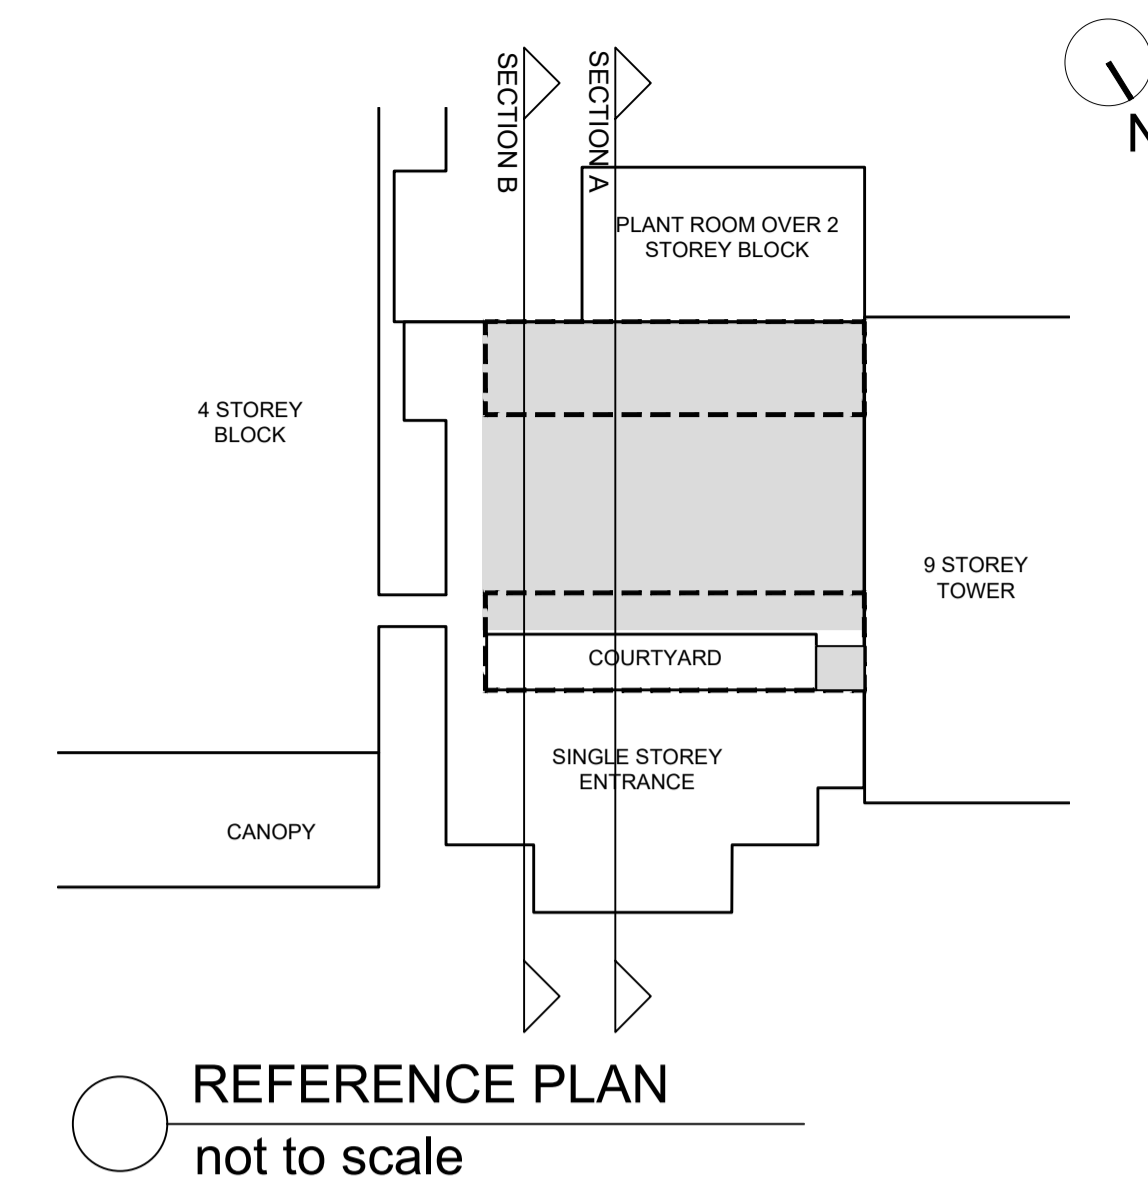 SECTION B
SECTION A
N
PLANT ROOM OVER 2
STOREY BLOCK
4 STOREY
BLOCK
9 STOREY
TOWER
COURTYARD
SINGLE STOREY
ENTRANCE
CANOPY
REFERENCE PLAN
not to scale